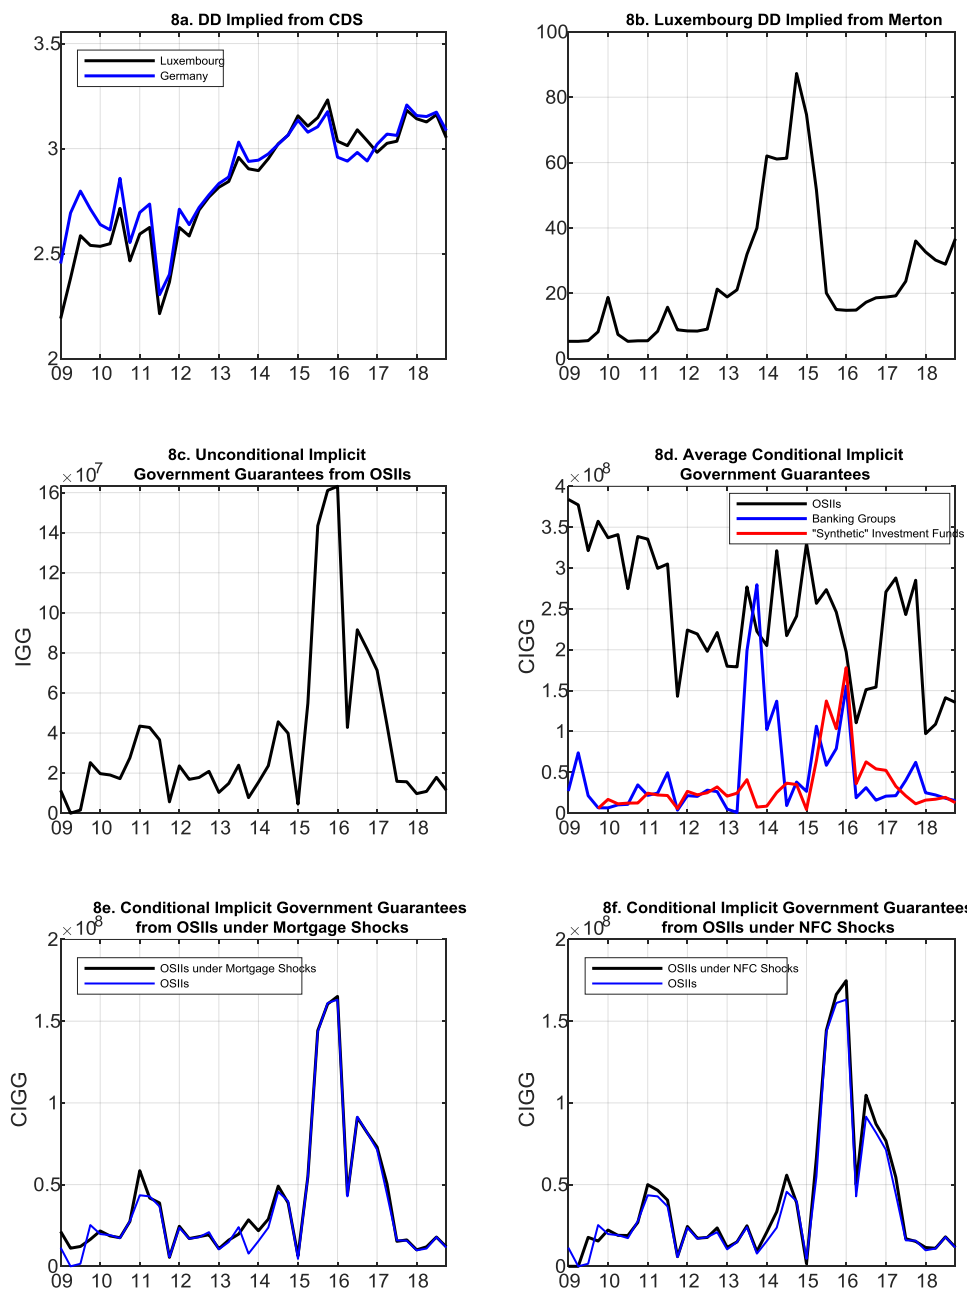 8a. DD Implied from CDS
3.5
3
2.5
2
Luxembourg
Germany
09 10 11 12 13 14 15 16 17 18
8b. Luxembourg DD Implied from Merton
100
80
60
40
20
0
09 10 11 12 13 14 15 16 17 18
8c. Unconditional Implicit
Government Guarantees from OSIIs
×10^7
16
14
12
10
8
6
4
2
0
IGG
09 10 11 12 13 14 15 16 17 18
8d. Average Conditional Implicit
Government Guarantees
×10^8
4
3.5
3
2.5
2
1.5
1
0.5
0
CIGG
OSIIs
Banking Groups
"Synthetic" Investment Funds
09 10 11 12 13 14 15 16 17 18
8e. Conditional Implicit Government Guarantees
from OSIIs under Mortgage Shocks
×10^8
2
1.5
1
0.5
0
CIGG
OSIIs under Mortgage Shocks
OSIIs
09 10 11 12 13 14 15 16 17 18
8f. Conditional Implicit Government Guarantees
from OSIIs under NFC Shocks
×10^8
2
1.5
1
0.5
0
CIGG
OSIIs under NFC Shocks
OSIIs
09 10 11 12 13 14 15 16 17 18